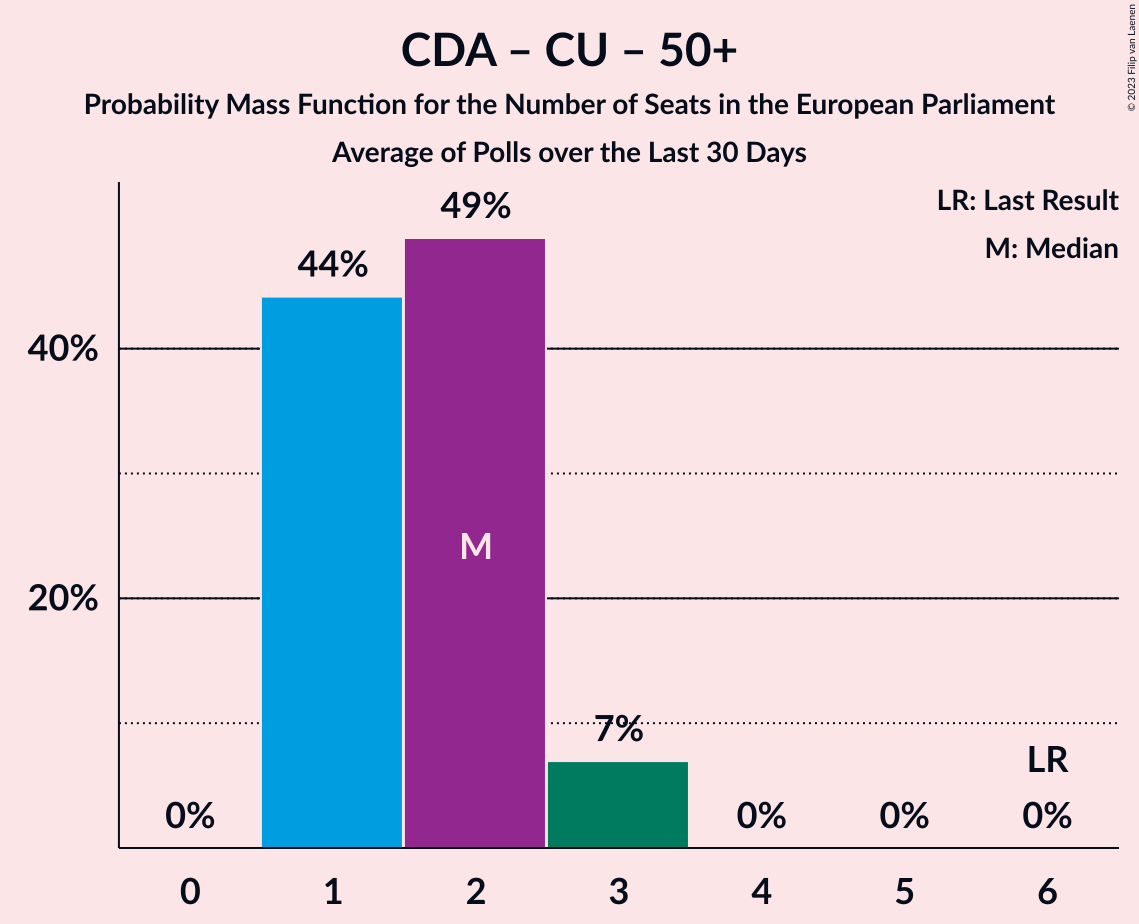 CDA – CU – 50+
Probability Mass Function for the Number of Seats in the European Parliament
Average of Polls over the Last 30 Days
© 2023 Filip van Laenen
LR: Last Result
M: Median
49%
44%
40%
M
20%
7%
LR
0%
0%
0%
0%
0
1
2
3
4
5
6